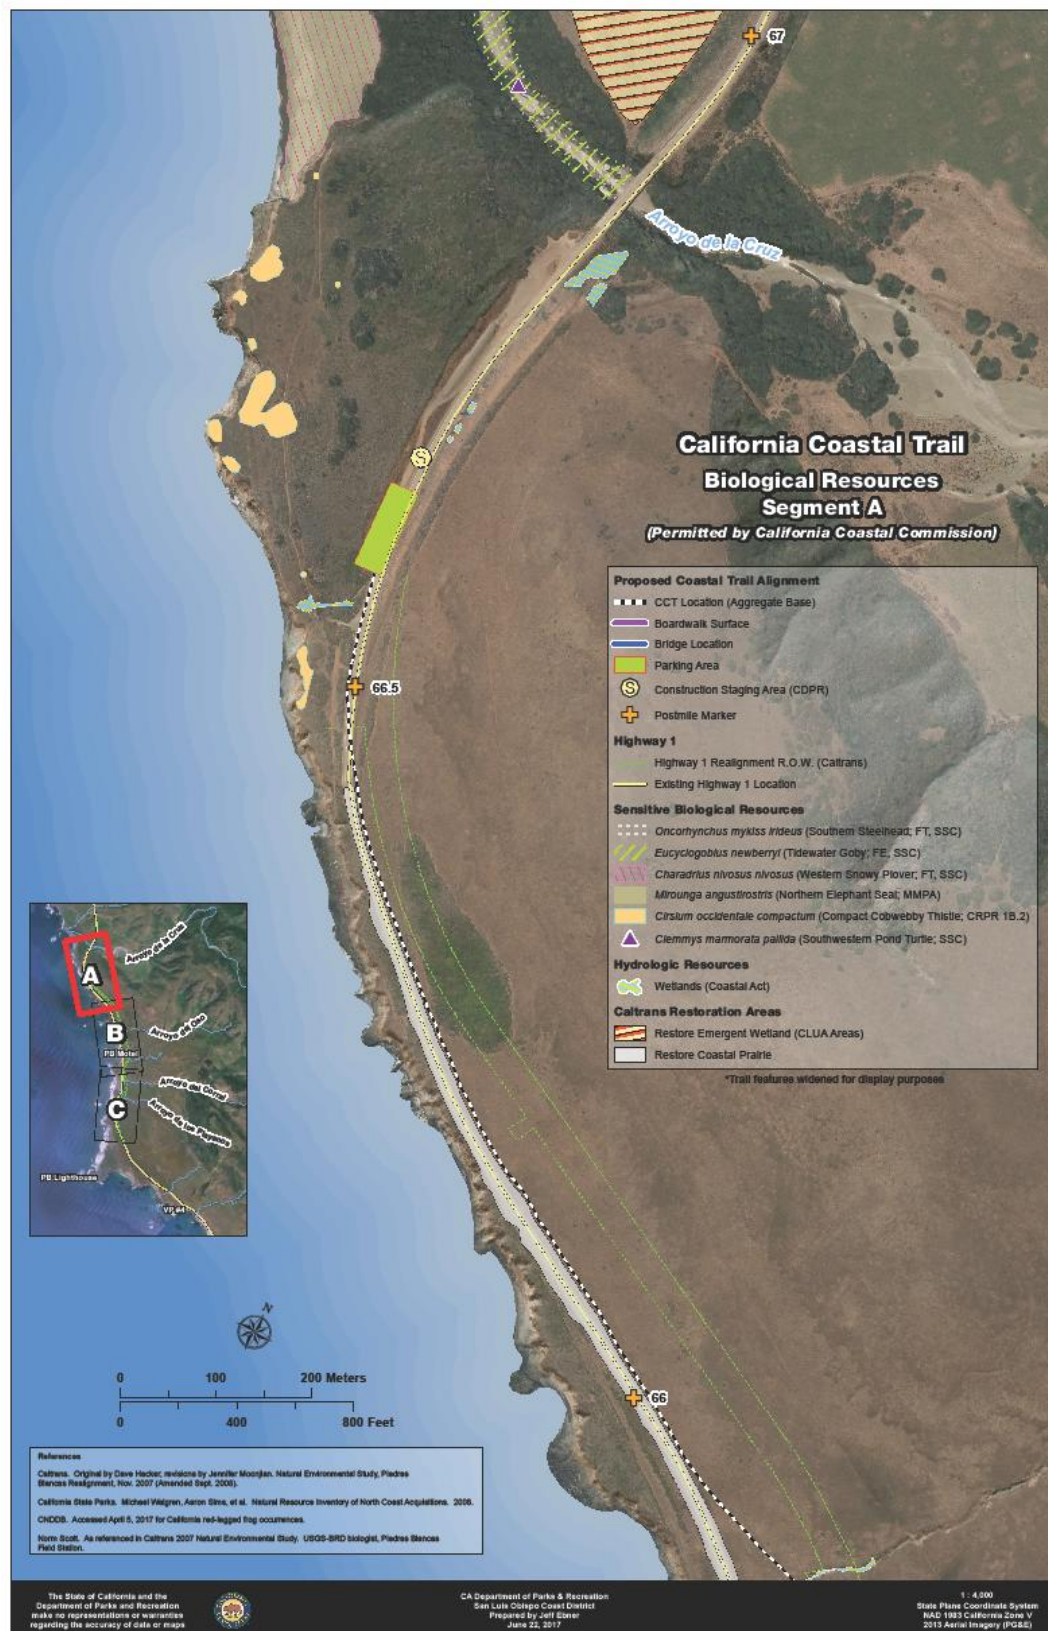 67
Arroyo de la Cruz
California Coastal Trail
Biological Resources
Segment A
(Permitted by California Coastal Commission)
S
Proposed Coastal Trail Alignment
CCT Location (Aggregate Base)
Boardwalk Surface
Bridge Location
Parking Area
S Construction Staging Area (CDPR)
Postmile Marker
Highway 1
Highway 1 Realignment R.O.W. (Caltrans)
Existing Highway 1 Location
Sensitive Biological Resources
Oncorhynchus mykiss irideus (Southern Steelhead; FT, SSC)
Eucyclogobius newberryi (Tidewater Goby; FE, SSC)
Charadrius nivosus nivosus (Western Snowy Plover; FT, SSC)
Mirounga angustirostris (Northern Elephant Seal; MMPA)
Cirsium occidentale compactum (Compact Cobwebby Thistle; CRPR 1B.2)
Clemmys marmorata pallida (Southwestern Pond Turtle; SSC)
Hydrologic Resources
Wetlands (Coastal Act)
Caltrans Restoration Areas
Restore Emergent Wetland (CLUA Areas)
Restore Coastal Prairie
*Trail features widened for display purposes
66.5
Arroyo de la Cruz
A
B
Arroyo del Oso
PB Motel
Arroyo del Corral
C
Arroyo de los Playanos
PB Lighthouse
VP #4
N
0 100 200 Meters
0 400 800 Feet
66
References
Caltrans. Original by Dave Hacker; revisions by Jennifer Moonjian. Natural Environmental Study, Piedras
Blancas Realignment, Nov. 2007 (Amended Sept. 2008).
California State Parks. Michael Walgren, Aaron Sims, et al. Natural Resource Inventory of North Coast Acquisitions. 2008.
CNDDB. Accessed April 5, 2017 for California red-legged frog occurrences.
Norm Scott. As referenced in Caltrans 2007 Natural Environmental Study. USGS-BRD biologist, Piedras Blancas
Field Station.
The State of California and the
Department of Parks and Recreation
make no representations or warranties
regarding the accuracy of data or maps
CA Department of Parks & Recreation
San Luis Obispo Coast District
Prepared by Jeff Ebner
June 22, 2017
1 : 4,000
State Plane Coordinate System
NAD 1983 California Zone V
2013 Aerial Imagery (PG&E)